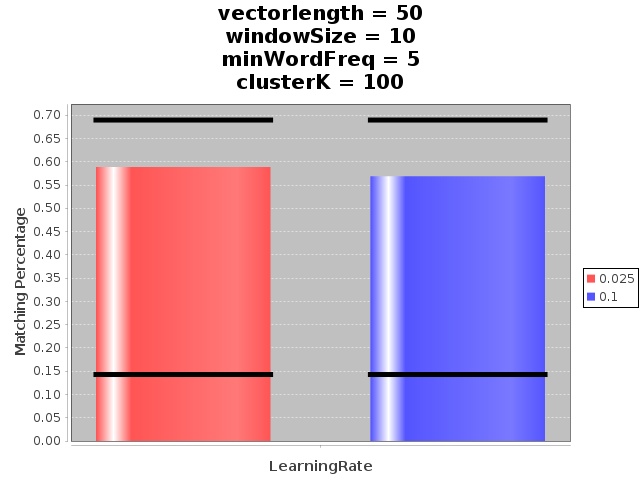 vectorlength = 50
windowSize = 10
minWordFreq = 5
clusterK = 100
0.70
0.65
0.60
0.55
0.50
0.45
0.40
0.35
0.30
0.25
0.20
0.15
0.10
0.05
0.00
Matching Percentage
LearningRate
0.025
0.1